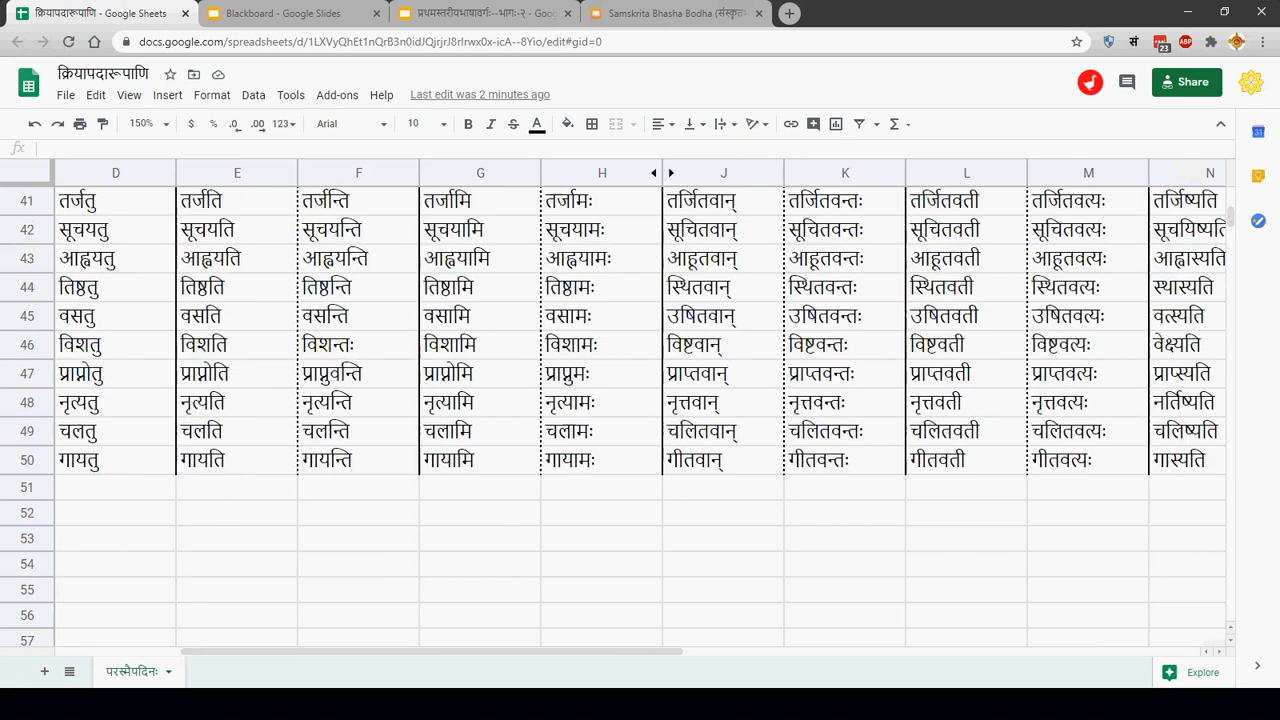 क्रियापदारूपाणि - Google Sheets
Blackboard - Google Slides
प्रथमस्तरीयभाषावर्गः--भागः-२ - Goo
Samskrita Bhasha Bodha (संस्कृत
docs.google.com/spreadsheets/d/1LXVyQhEt1nQrB3n0idJQjrjrJ8rlrwx0x-icA--8Yio/edit#gid=0
सं 23 ABP
क्रियापदारूपाणि
File Edit View Insert Format Data Tools Add-ons Help Last edit was 2 minutes ago
Share
150% $ % .0 .00 123 Arial 10 B I S A Σ
fx
D E F G H J K L M N
41 तर्जतु तर्जति तर्जन्ति तर्जामि तर्जामः तर्जितवान् तर्जितवन्तः तर्जितवती तर्जितवत्यः तर्जिष्यति
42 सूचयतु सूचयति सूचयन्ति सूचयामि सूचयामः सूचितवान् सूचितवन्तः सूचितवती सूचितवत्यः सूचयिष्यति
43 आह्वयतु आह्वयति आह्वयन्ति आह्वयामि आह्वयामः आहूतवान् आहूतवन्तः आहूतवती आहूतवत्यः आह्वास्यति
44 तिष्ठतु तिष्ठति तिष्ठन्ति तिष्ठामि तिष्ठामः स्थितवान् स्थितवन्तः स्थितवती स्थितवत्यः स्थास्यति
45 वसतु वसति वसन्ति वसामि वसामः उषितवान् उषितवन्तः उषितवती उषितवत्यः वत्स्यति
46 विशतु विशति विशन्तः विशामि विशामः विष्टवान् विष्टवन्तः विष्टवती विष्टवत्यः वेक्ष्यति
47 प्राप्नोतु प्राप्नोति प्राप्नुवन्ति प्राप्नोमि प्राप्नुमः प्राप्तवान् प्राप्तवन्तः प्राप्तवती प्राप्तवत्यः प्राप्स्यति
48 नृत्यतु नृत्यति नृत्यन्ति नृत्यामि नृत्यामः नृत्तवान् नृत्तवन्तः नृत्तवती नृत्तवत्यः नर्तिष्यति
49 चलतु चलति चलन्ति चलामि चलामः चलितवान् चलितवन्तः चलितवती चलितवत्यः चलिष्यति
50 गायतु गायति गायन्ति गायामि गायामः गीतवान् गीतवन्तः गीतवती गीतवत्यः गास्यति
51
52
53
54
55
56
57
परस्मैपदिनः
Explore